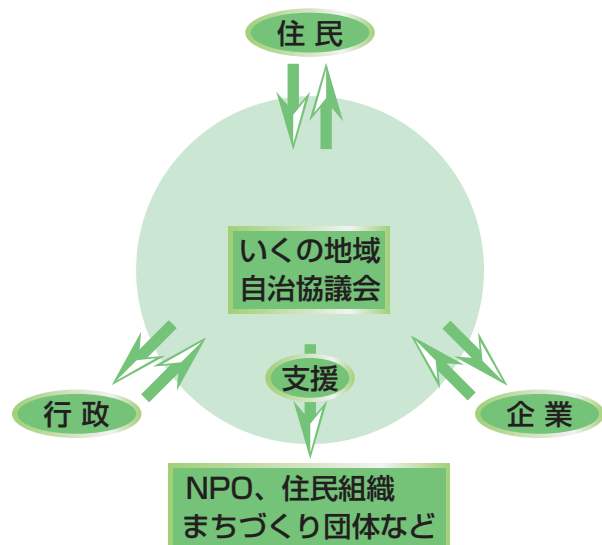 住民
いくの地域
自治協議会
支援
行政
企業
NPO、住民組織
まちづくり団体など